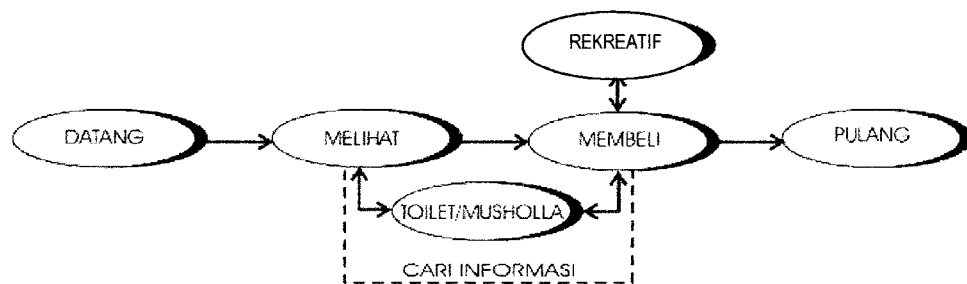 REKREATIF
DATANG
MELIHAT
MEMBELI
PULANG
TOILET/MUSHOLLA
CARI INFORMASI